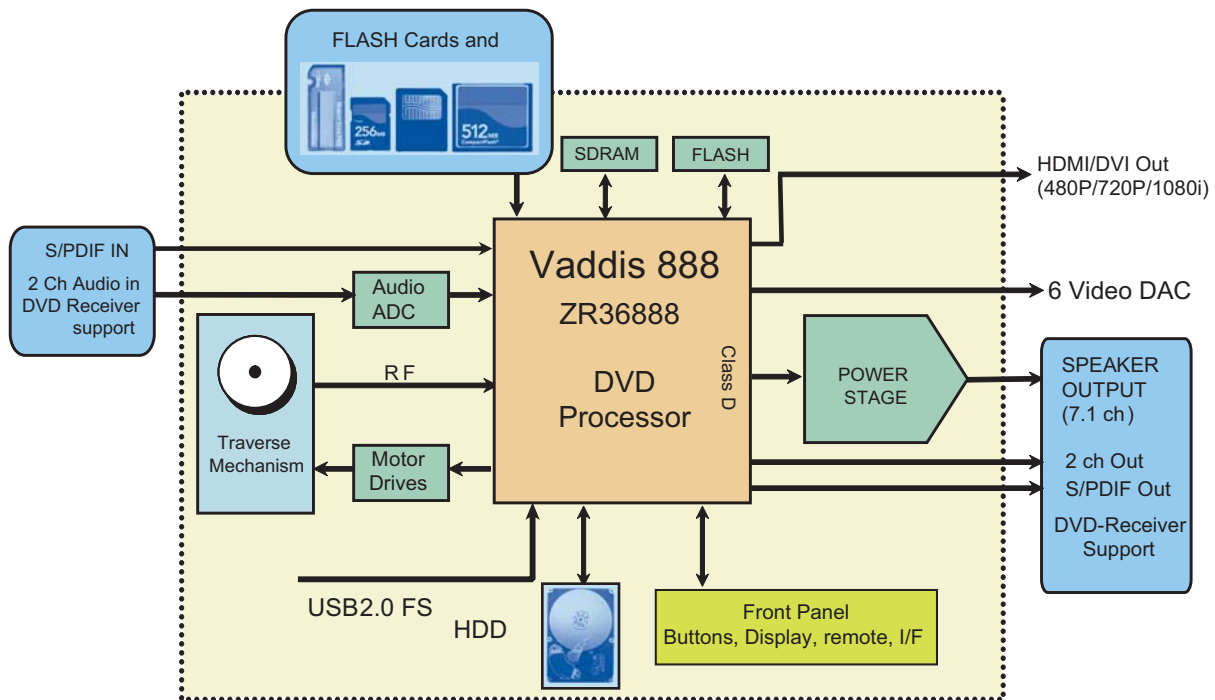 FLASH Cards and
256MB
SD
512 MB
CompactFlash
SDRAM
FLASH
HDMI/DVI Out
(480P/720P/1080i)
S/PDIF IN
2 Ch Audio in
DVD Receiver
support
Audio
ADC
Vaddis 888
ZR36888
DVD
Processor
Class D
6 Video DAC
RF
Traverse
Mechanism
Motor
Drives
POWER
STAGE
SPEAKER
OUTPUT
(7.1 ch)
2 ch Out
S/PDIF Out
DVD-Receiver
Support
USB2.0 FS
HDD
Front Panel
Buttons, Display, remote, I/F